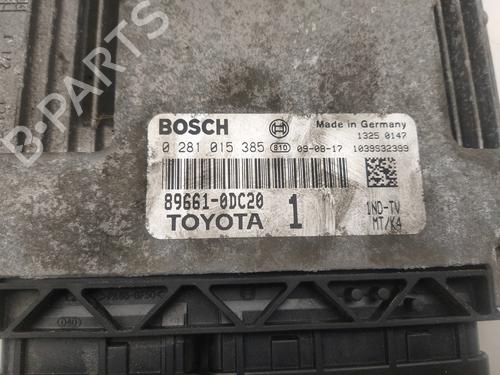 B-PARTS
BOSCH
Made in Germany
1325 0147
0 281 015 385 810 09-08-17 1039S32399
89661-0DC20
TOYOTA 1
1ND-TV
MT/K4